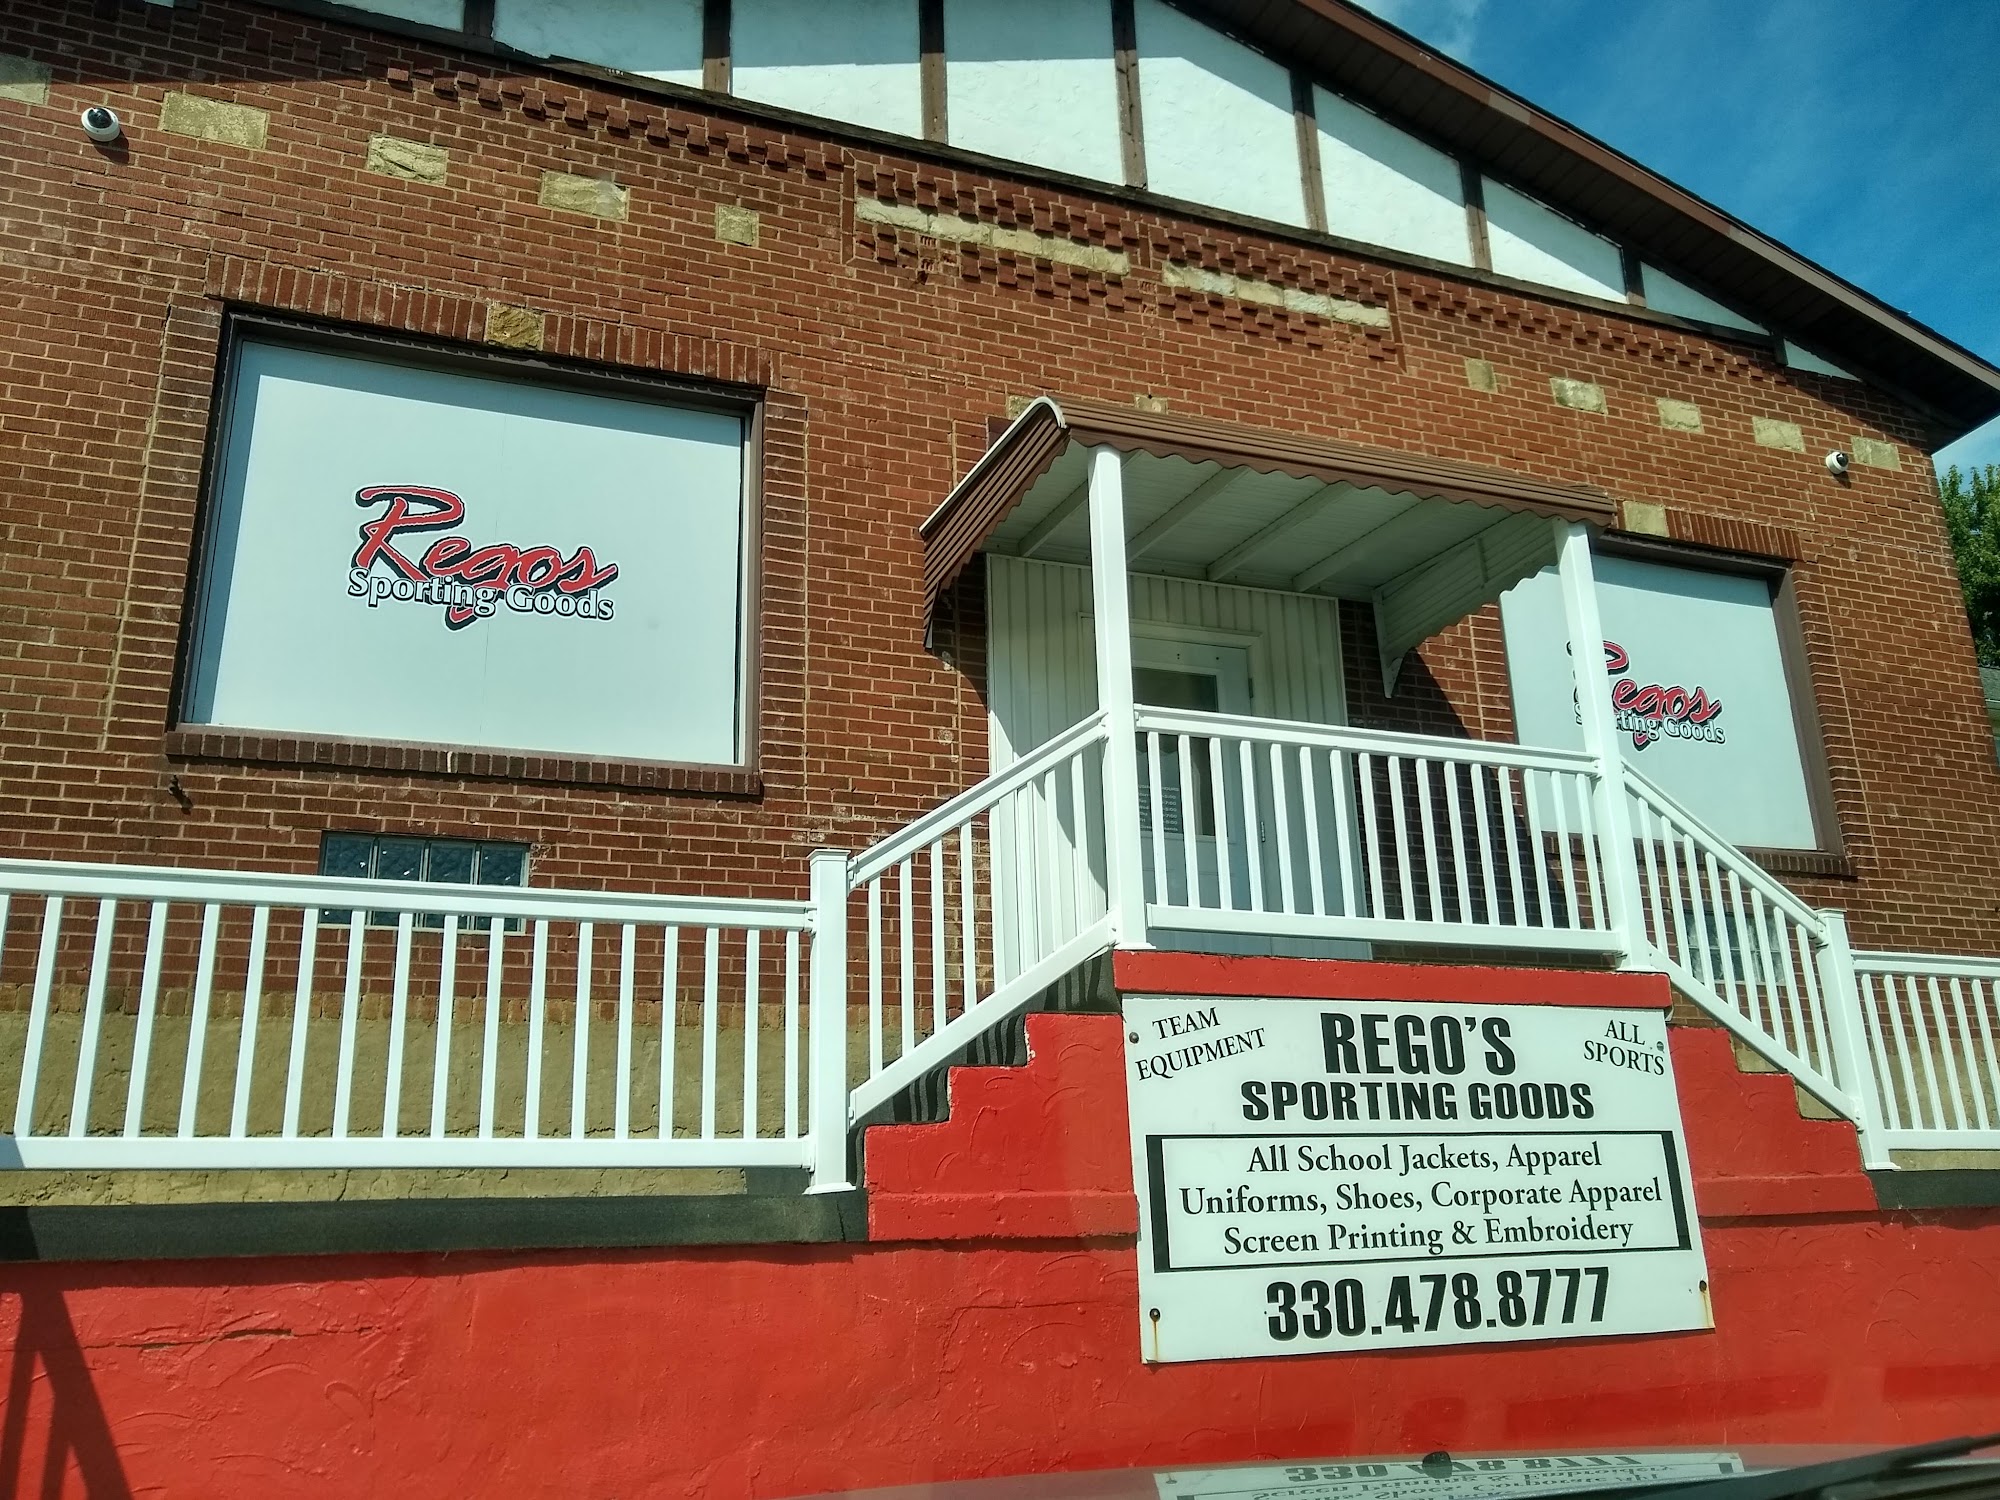 Regos
Sporting Goods
Regos
ting Goods
TEAM
EQUIPMENT
REGO'S
SPORTING GOODS
ALL
SPORTS
All School Jackets, Apparel
Uniforms, Shoes, Corporate Apparel
Screen Printing & Embroidery
330.478.8777